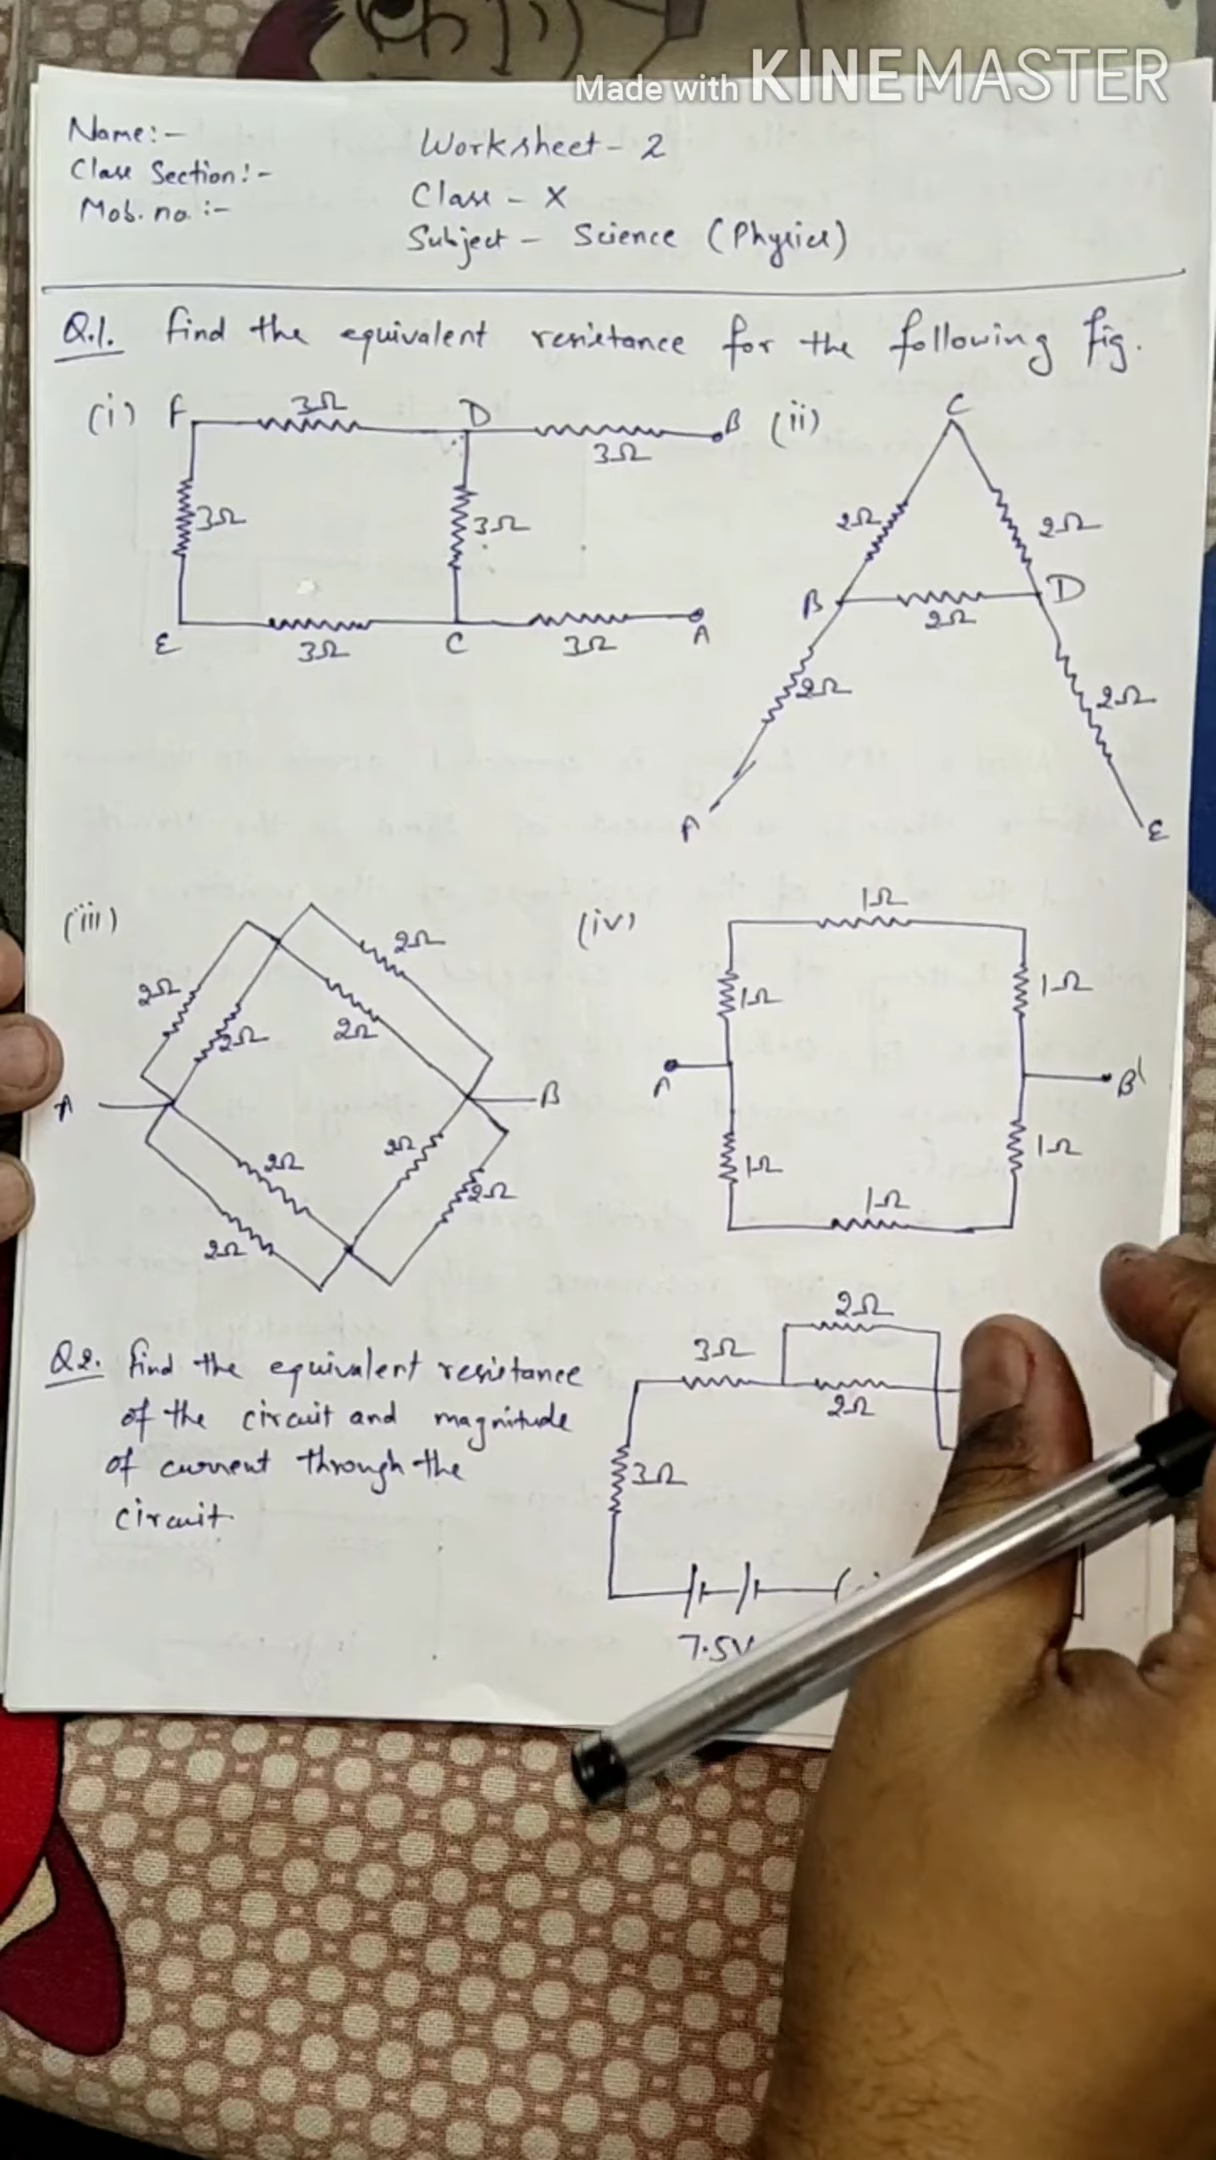 Made with KINEMASTER
Name:-
Class Section:-
Mob. no.:-
Worksheet - 2
Class - X
Subject - Science (Physics)
Q.1. find the equivalent resistance for the following fig.
(i) F 3Ω D 3Ω B
3Ω 3Ω
E 3Ω C 3Ω A
(ii) C
2Ω 2Ω
B 2Ω D
2Ω 2Ω
A E
(iii)
2Ω 2Ω
2Ω 2Ω
A B
2Ω 2Ω
2Ω 2Ω
(iv)
1Ω
1Ω 1Ω
A B
1Ω 1Ω
1Ω
Q2. find the equivalent resistance
of the circuit and magnitude
of current through the
circuit.
2Ω
3Ω
2Ω
3Ω
7.5V